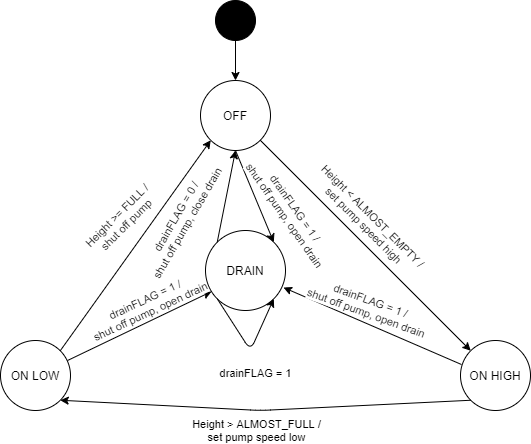 OFF
Height >= FULL /
shut off pump
drainFLAG = 0 /
shut off pump, close drain
drainFLAG = 1 /
shut off pump, open drain
Height < ALMOST_EMPTY /
set pump speed high
DRAIN
drainFLAG = 1 /
shut off pump, open drain
drainFLAG = 1 /
shut off pump, open drain
ON LOW
drainFLAG = 1
ON HIGH
Height > ALMOST_FULL /
set pump speed low